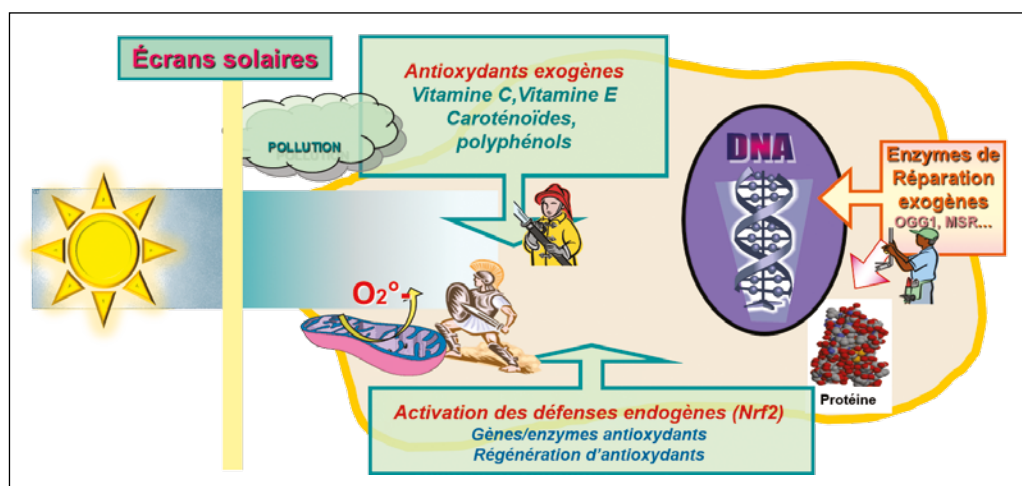 Écrans solaires
POLLUTION
Antioxydants exogènes
Vitamine C,Vitamine E
Caroténoïdes,
polyphénols
DNA
Enzymes de
Réparation
exogènes
OGG1, MSR...
O2°-
Protéine
Activation des défenses endogènes (Nrf2)
Gènes/enzymes antioxydants
Régénération d'antioxydants